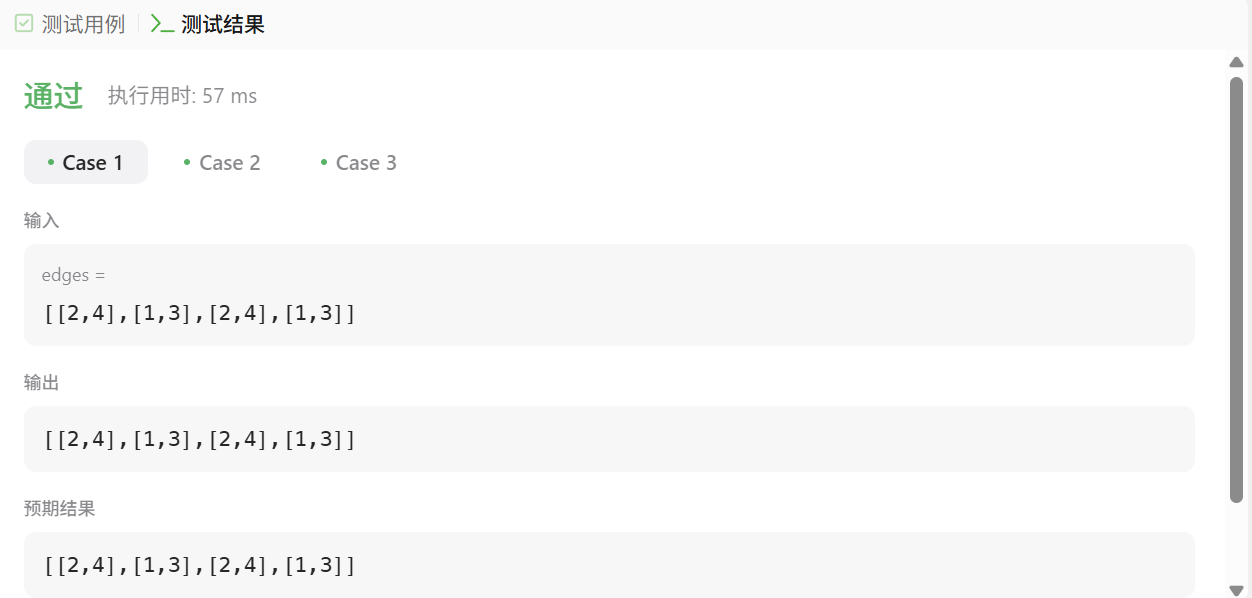 测试用例 测试结果
通过 执行用时: 57 ms
Case 1 Case 2 Case 3
输入
edges =
[[2,4],[1,3],[2,4],[1,3]]
输出
[[2,4],[1,3],[2,4],[1,3]]
预期结果
[[2,4],[1,3],[2,4],[1,3]]